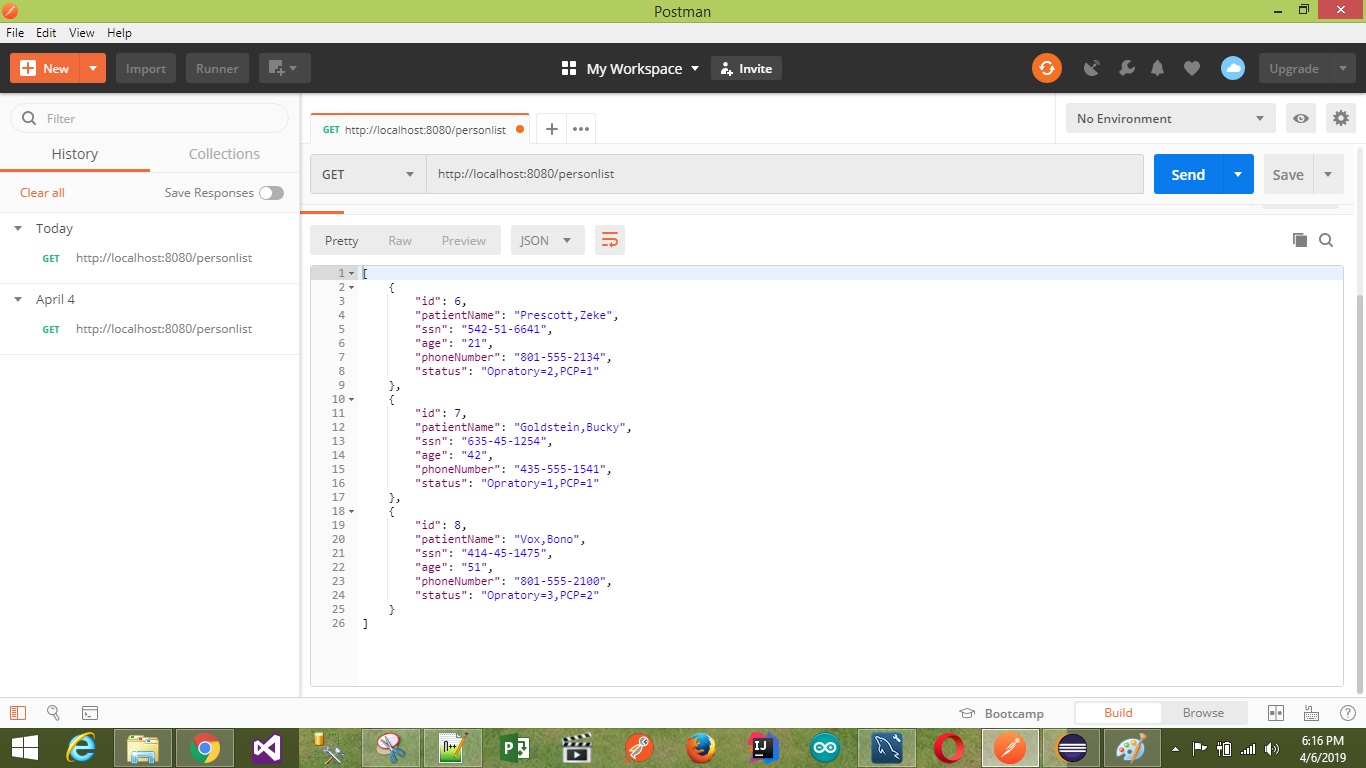 Postman
File Edit View Help
New Import Runner My Workspace Invite Upgrade
Filter
History Collections
Clear all Save Responses
Today
GET http://localhost:8080/personlist
April 4
GET http://localhost:8080/personlist
GET http://localhost:8080/personlist
No Environment
GET http://localhost:8080/personlist Send Save
Pretty Raw Preview JSON
1 [
2 {
3 "id": 6,
4 "patientName": "Prescott,Zeke",
5 "ssn": "542-51-6641",
6 "age": "21",
7 "phoneNumber": "801-555-2134",
8 "status": "Opratory=2,PCP=1"
9 },
10 {
11 "id": 7,
12 "patientName": "Goldstein,Bucky",
13 "ssn": "635-45-1254",
14 "age": "42",
15 "phoneNumber": "435-555-1541",
16 "status": "Opratory=1,PCP=1"
17 },
18 {
19 "id": 8,
20 "patientName": "Vox,Bono",
21 "ssn": "414-45-1475",
22 "age": "51",
23 "phoneNumber": "801-555-2100",
24 "status": "Opratory=3,PCP=2"
25 }
26 ]
Bootcamp Build Browse
6:16 PM
4/6/2019